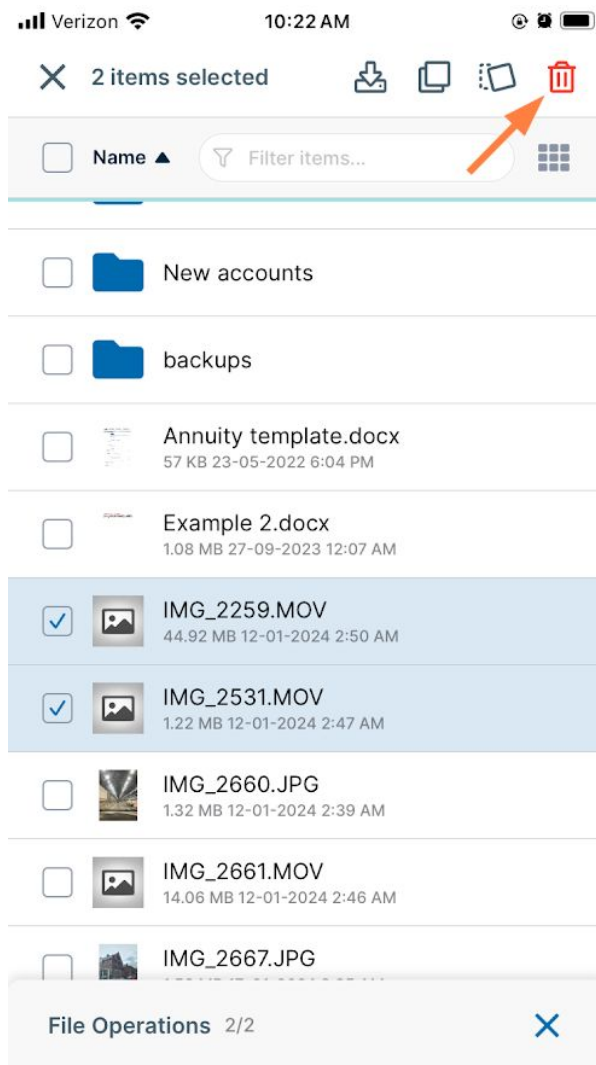 Verizon 10:22 AM
2 items selected
Name Filter items...
New accounts
backups
Annuity template.docx
57 KB 23-05-2022 6:04 PM
Example 2.docx
1.08 MB 27-09-2023 12:07 AM
IMG_2259.MOV
44.92 MB 12-01-2024 2:50 AM
IMG_2531.MOV
1.22 MB 12-01-2024 2:47 AM
IMG_2660.JPG
1.32 MB 12-01-2024 2:39 AM
IMG_2661.MOV
14.06 MB 12-01-2024 2:46 AM
IMG_2667.JPG
File Operations 2/2